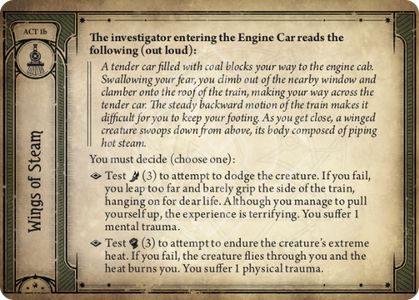 ACT 1b
Wings of Steam
The investigator entering the Engine Car reads the
following (out loud):
A tender car filled with coal blocks your way to the engine cab.
Swallowing your fear, you climb out of the nearby window and
clamber onto the roof of the train, making your way across the
tender car. The steady backward motion of the train makes it
difficult for you to keep your footing. As you get close, a winged
creature swoops down from above, its body composed of piping
hot steam.
You must decide (choose one):
Test (3) to attempt to dodge the creature. If you fail,
you leap too far and barely grip the side of the train,
hanging on for dear life. Although you manage to pull
yourself up, the experience is terrifying. You suffer 1
mental trauma.
Test (3) to attempt to endure the creature's extreme
heat. If you fail, the creature flies through you and the
heat burns you. You suffer 1 physical trauma.